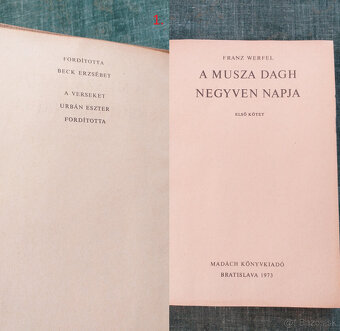 1.
FORDÍTOTTA
BECK ERZSÉBET
A VERSEKET
URBÁN ESZTER
FORDÍTOTTA
FRANZ WERFEL
A MUSZA DAGH
NEGYVEN NAPJA
ELSŐ KÖTET
MADÁCH KÖNYVKIADÓ
BRATISLAVA 1973